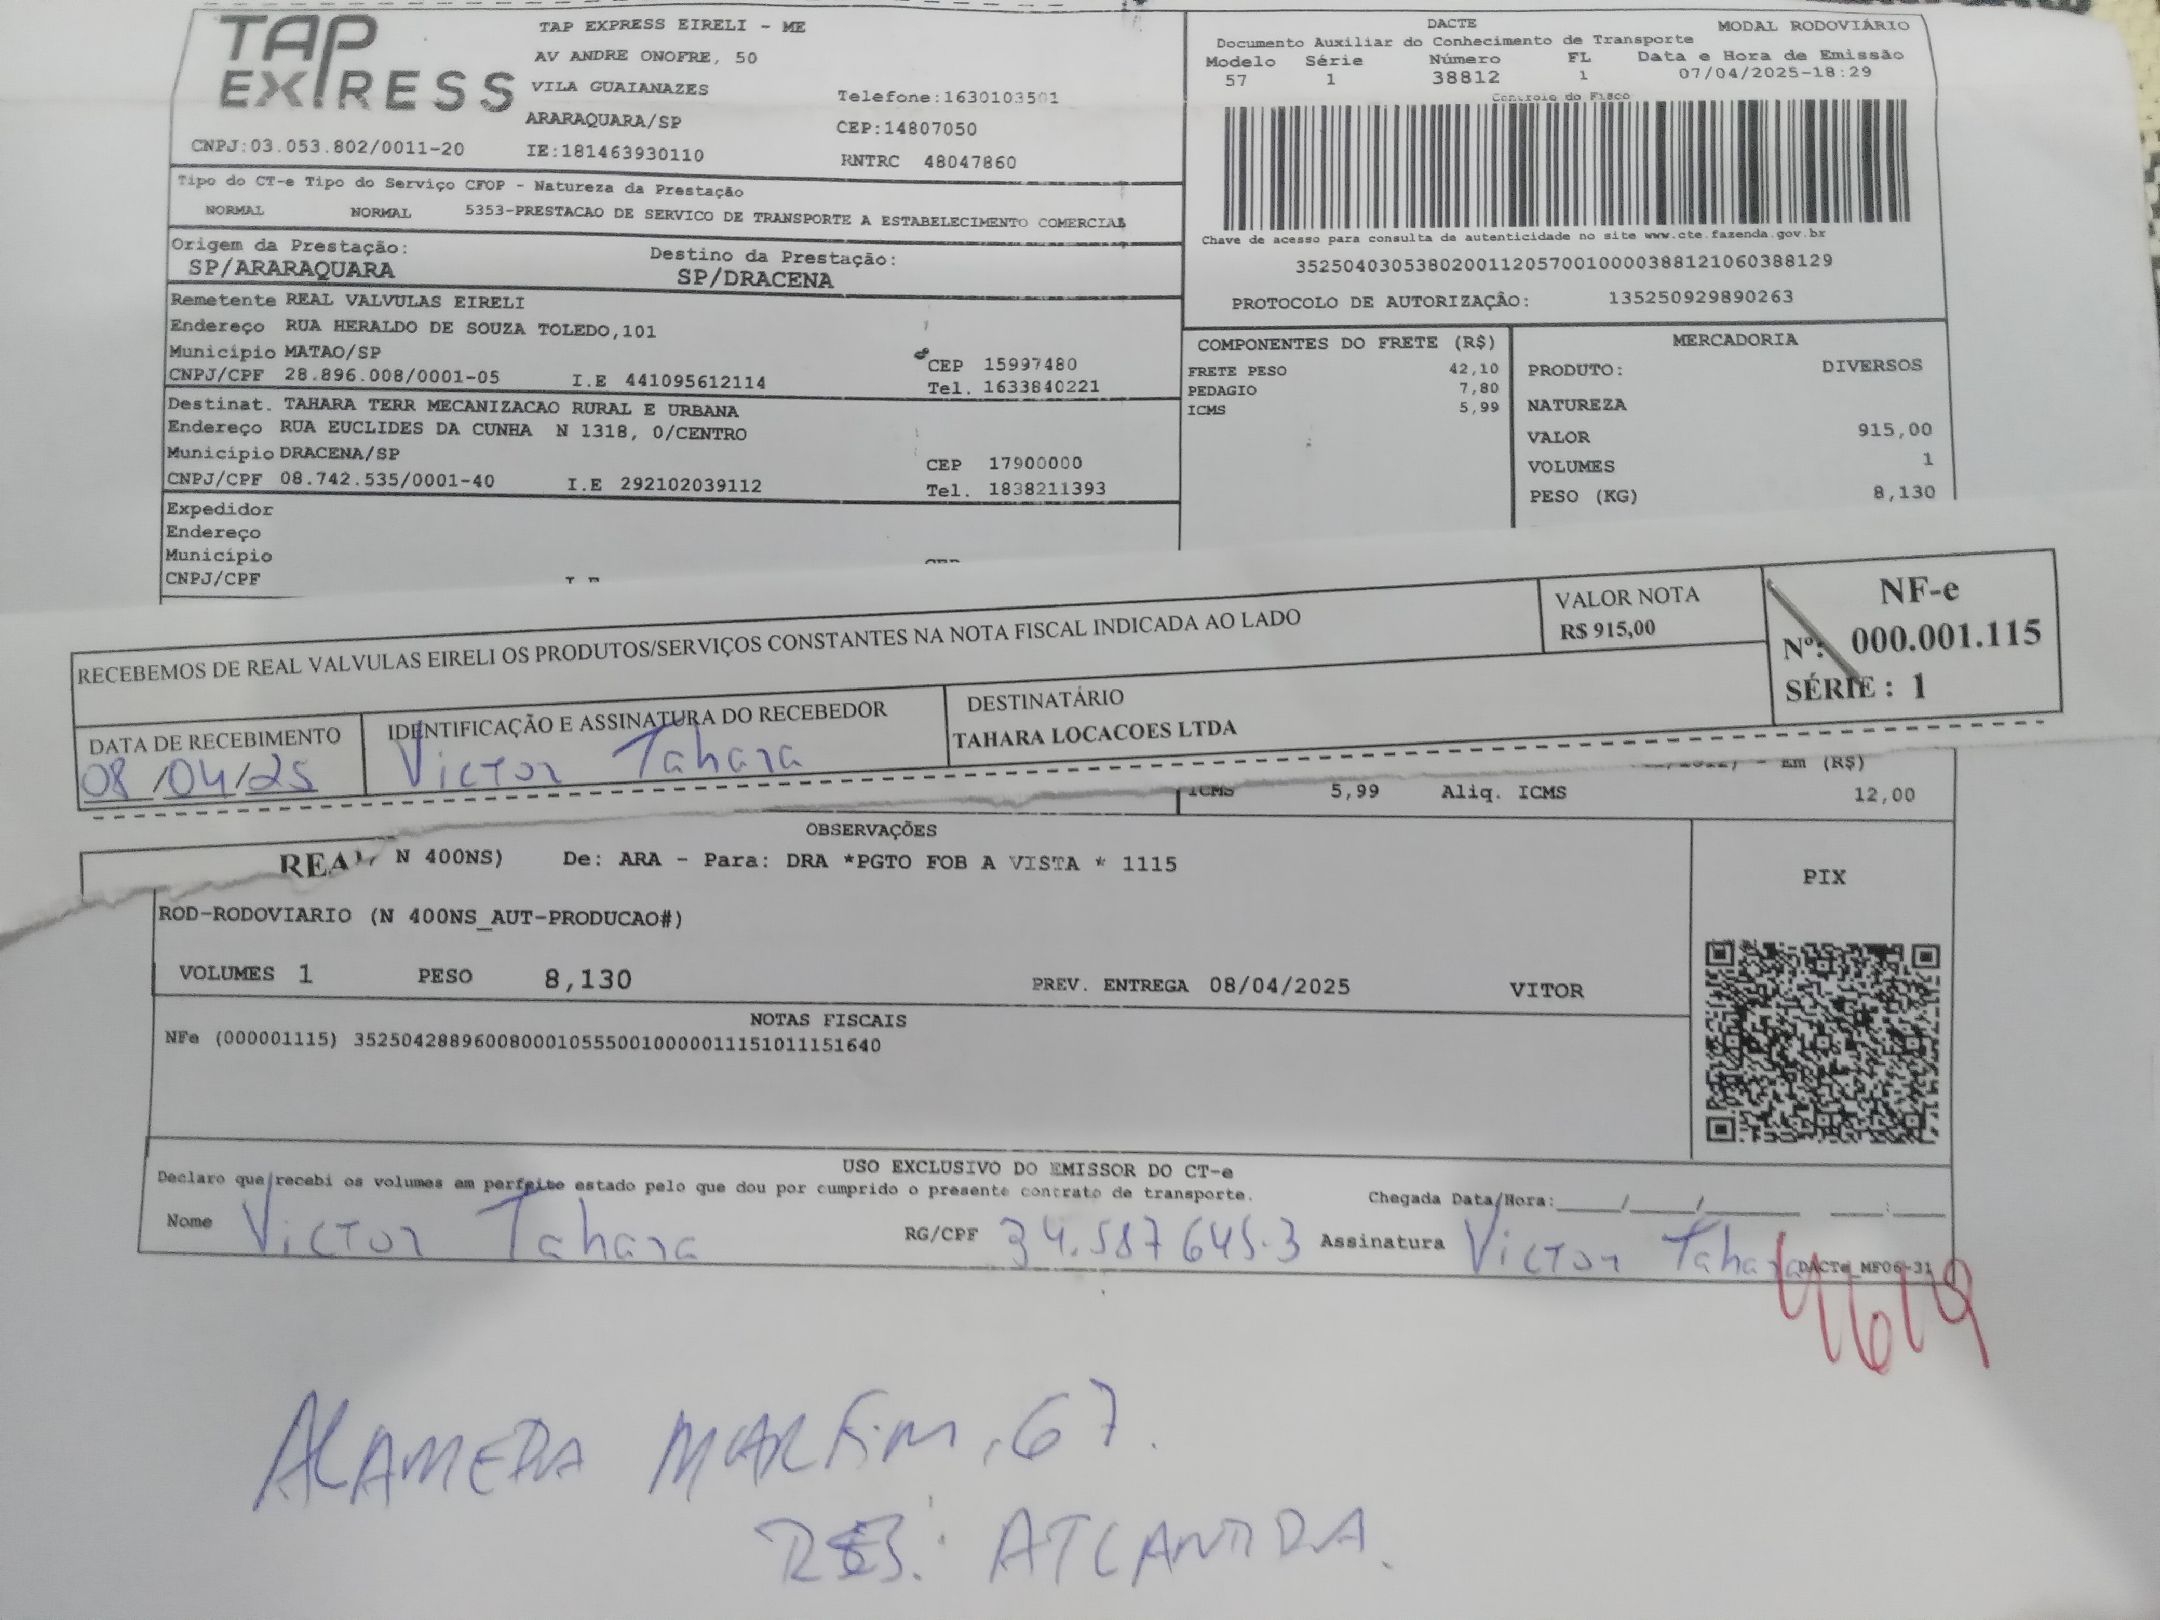 TAP EXPRESS
TAP EXPRESS EIRELI - ME
AV ANDRE ONOFRE, 50
VILA GUAIANAZES
Telefone:1630103501
ARARAQUARA/SP
CEP:14807050
CNPJ:03.053.802/0011-20 IE:181463930110 RNTRC 48047860
DACTE MODAL RODOVIÁRIO
Documento Auxiliar do Conhecimento de Transporte
Modelo Série Número FL Data e Hora de Emissão
57 1 38812 1 07/04/2025-18:29
Controle do Fisco
Chave de acesso para consulta de autenticidade no site www.cte.fazenda.gov.br
35250403053802001120570010000388121060388129
PROTOCOLO DE AUTORIZAÇÃO: 135250929890263
Tipo do CT-e Tipo do Serviço CFOP - Natureza da Prestação
NORMAL NORMAL 5353-PRESTACAO DE SERVICO DE TRANSPORTE A ESTABELECIMENTO COMERCIAL
Origem da Prestação: Destino da Prestação:
SP/ARARAQUARA SP/DRACENA
Remetente REAL VALVULAS EIRELI
Endereço RUA HERALDO DE SOUZA TOLEDO,101
Município MATAO/SP CEP 15997480
CNPJ/CPF 28.896.008/0001-05 I.E 441095612114 Tel. 1633840221
Destinat. TAHARA TERR MECANIZACAO RURAL E URBANA
Endereço RUA EUCLIDES DA CUNHA N 1318, 0/CENTRO
Município DRACENA/SP CEP 17900000
CNPJ/CPF 08.742.535/0001-40 I.E 292102039112 Tel. 1838211393
Expedidor
Endereço
Município
CNPJ/CPF
COMPONENTES DO FRETE (R$)
FRETE PESO 42,10
PEDAGIO 7,80
ICMS 5,99
MERCADORIA
PRODUTO: DIVERSOS
NATUREZA
VALOR 915,00
VOLUMES 1
PESO (KG) 8,130
RECEBEMOS DE REAL VALVULAS EIRELI OS PRODUTOS/SERVIÇOS CONSTANTES NA NOTA FISCAL INDICADA AO LADO
VALOR NOTA
R$ 915,00
NF-e
Nº: 000.001.115
SÉRIE : 1
DATA DE RECEBIMENTO
08/04/25
IDENTIFICAÇÃO E ASSINATURA DO RECEBEDOR
Victor Tahara
DESTINATÁRIO
TAHARA LOCACOES LTDA
Em (R$)
ICMS 5,99 Aliq. ICMS 12,00
OBSERVAÇÕES
REAL N 400NS) De: ARA - Para: DRA *PGTO FOB A VISTA * 1115
ROD-RODOVIARIO (N 400NS_AUT-PRODUCAO#)
VOLUMES 1 PESO 8,130 PREV. ENTREGA 08/04/2025 VITOR
PIX
NOTAS FISCAIS
NFe (000001115) 35250428896008000105550010000011151011151640
USO EXCLUSIVO DO EMISSOR DO CT-e
Declaro que recebi os volumes em perfeito estado pelo que dou por cumprido o presente contrato de transporte. Chegada Data/Hora:____/____/______ ___:___
Nome Victor Tahara RG/CPF 34.587645-3 Assinatura Victor Tahara
DACTe_MF06-31
ALAMEDA MARFIM, 67.
RES: ATLANTIDA.